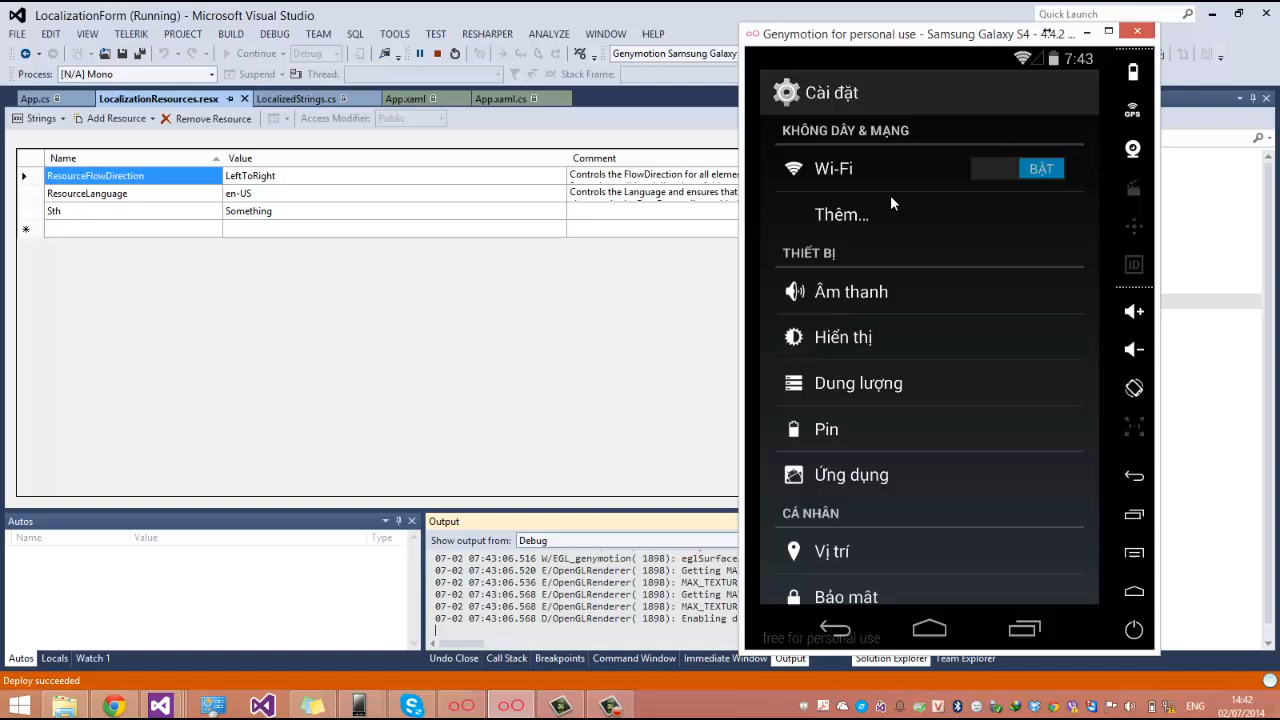 LocalizationForm (Running) - Microsoft Visual Studio
Quick Launch
FILE EDIT VIEW TELERIK PROJECT BUILD DEBUG TEAM SQL TOOLS TEST RESHARPER ANALYZE WINDOW HELP
Continue Debug Genymotion Samsung Galaxy
Process: [N/A] Mono Suspend Thread: Stack Frame:
App.cs LocalizationResources.resx LocalizedStrings.cs App.xaml App.xaml.cs
Strings Add Resource Remove Resource Access Modifier: Public
Name Value Comment
ResourceFlowDirection LeftToRight Controls the FlowDirection for all elem
ResourceLanguage en-US Controls the Language and ensures that
Sth Something
Autos
Name Value Type
Output
Show output from: Debug
07-02 07:43:06.516 W/EGL_genymotion( 1898): eglSurface
07-02 07:43:06.520 E/OpenGLRenderer( 1898): Getting MA
07-02 07:43:06.536 E/OpenGLRenderer( 1898): MAX_TEXTUR
07-02 07:43:06.568 E/OpenGLRenderer( 1898): Getting MA
07-02 07:43:06.568 E/OpenGLRenderer( 1898): MAX_TEXTUR
07-02 07:43:06.568 D/OpenGLRenderer( 1898): Enabling d
Autos Locals Watch 1
Undo Close Call Stack Breakpoints Command Window Immediate Window Output Solution Explorer Team Explorer
Deploy succeeded
Genymotion for personal use - Samsung Galaxy S4 - 4.4.2 ...
7:43
Cài đặt
KHÔNG DÂY & MẠNG
Wi-Fi BẬT
Thêm...
THIẾT BỊ
Âm thanh
Hiển thị
Dung lượng
Pin
Ứng dụng
CÁ NHÂN
Vị trí
Bảo mật
free for personal use
GPS
ID
ENG
14:42
02/07/2014